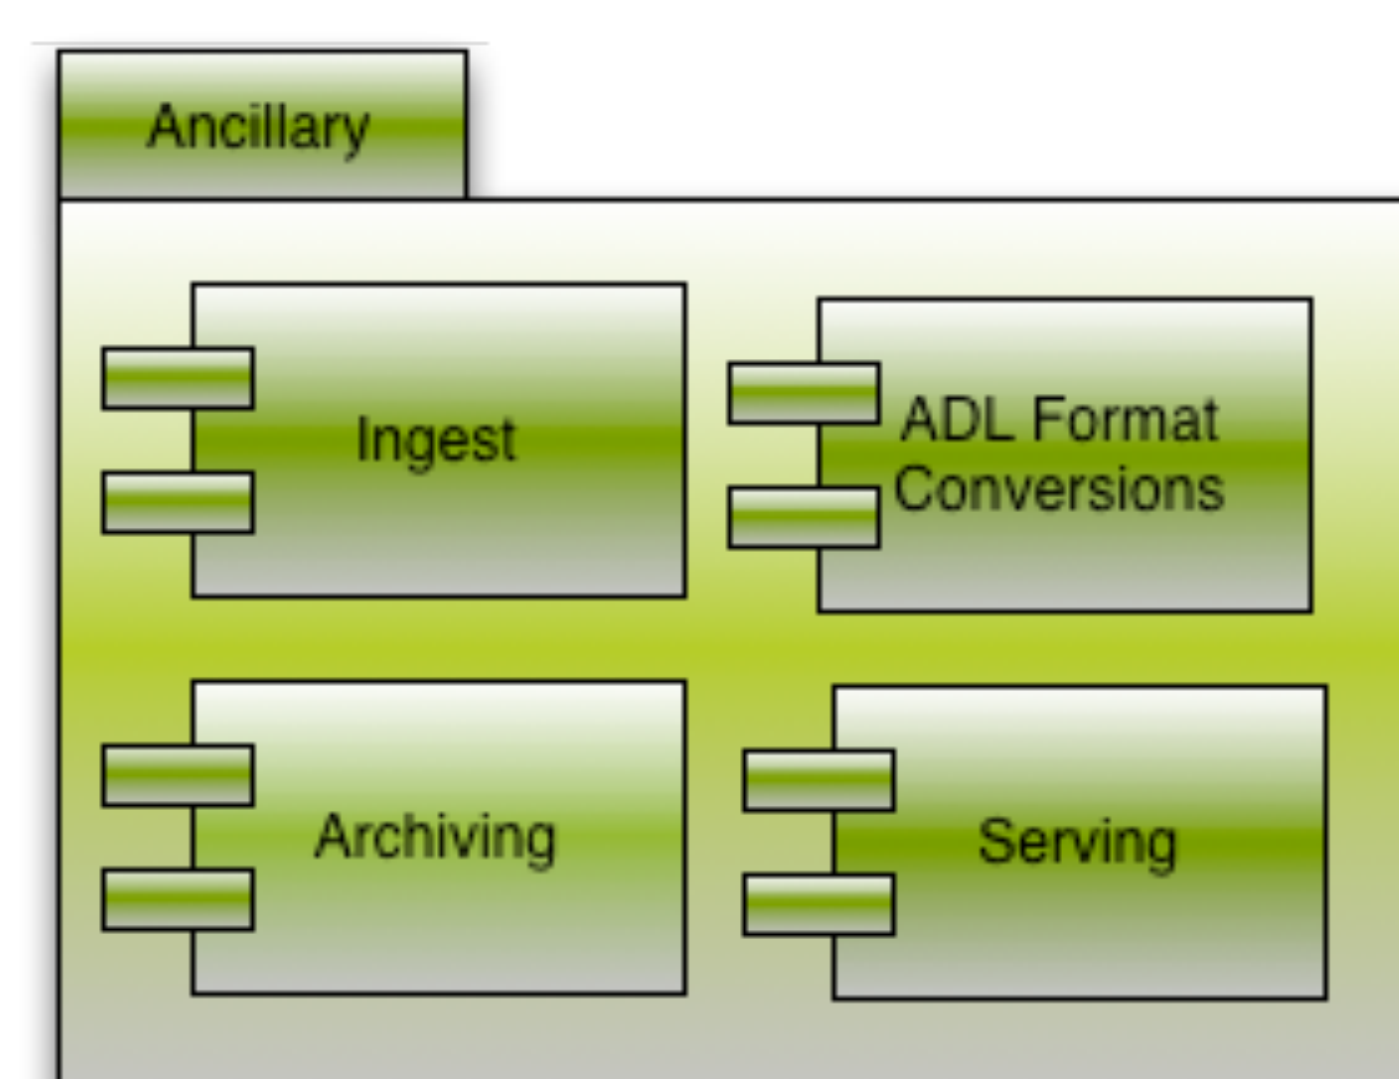 Ancillary
Ingest
ADL Format
Conversions
Archiving
Serving